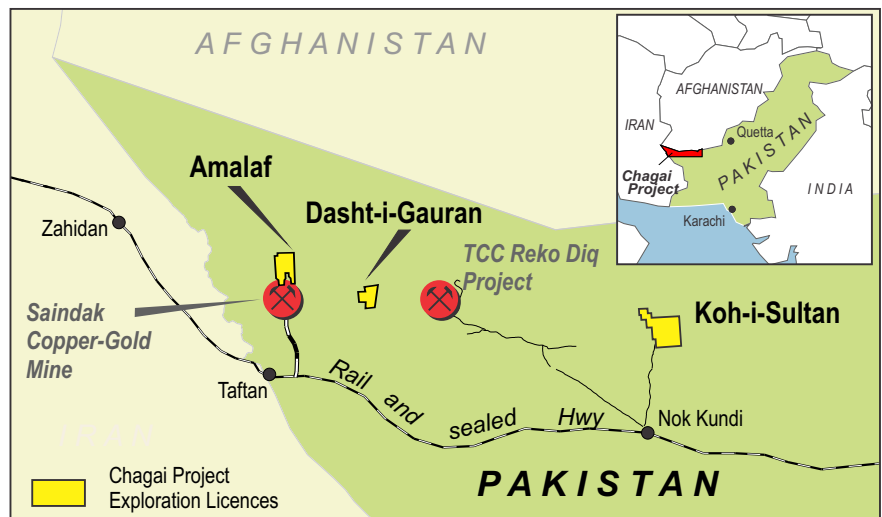 AFGHANISTAN
Amalaf
Dasht-i-Gauran
Zahidan
TCC Reko Diq
Project
Saindak
Copper-Gold
Mine
Koh-i-Sultan
Taftan
Rail and sealed Hwy
Nok Kundi
IRAN
PAKISTAN
Chagai Project
Exploration Licences
AFGHANISTAN
IRAN
Quetta
PAKISTAN
Chagai
Project
INDIA
Karachi